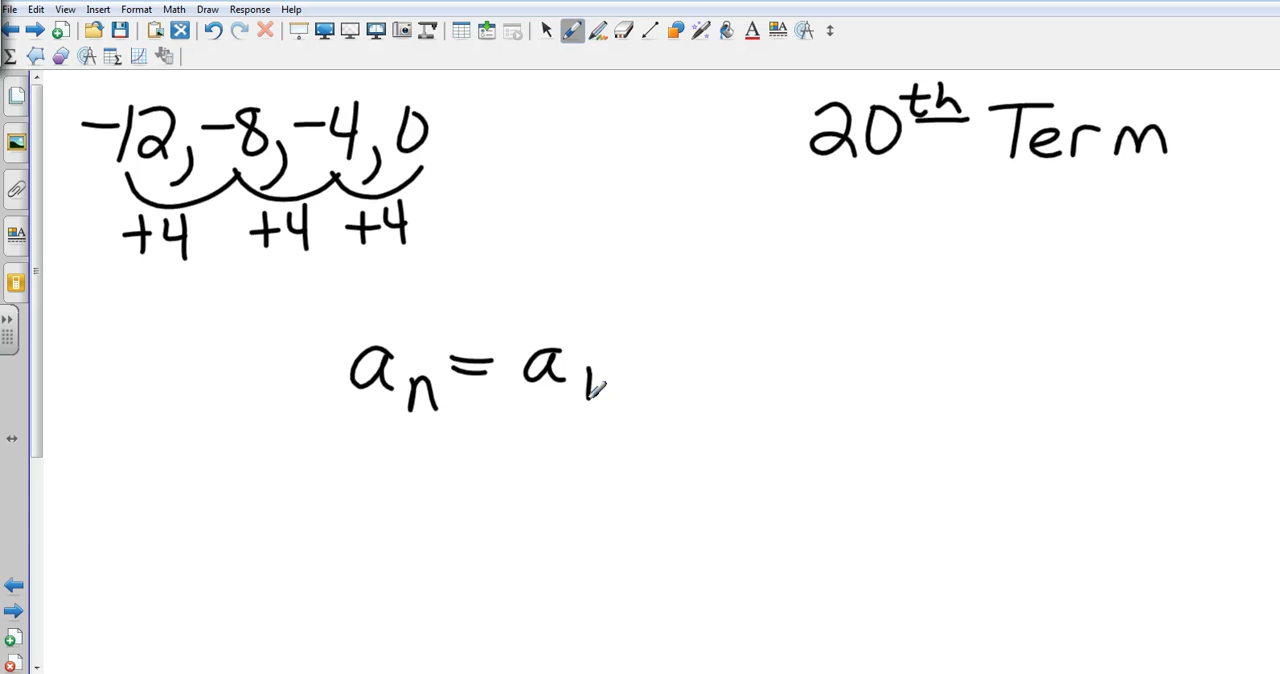 File Edit View Insert Format Math Draw Response Help
-12, -8, -4, 0
20th Term
+4 +4 +4
aₙ = a